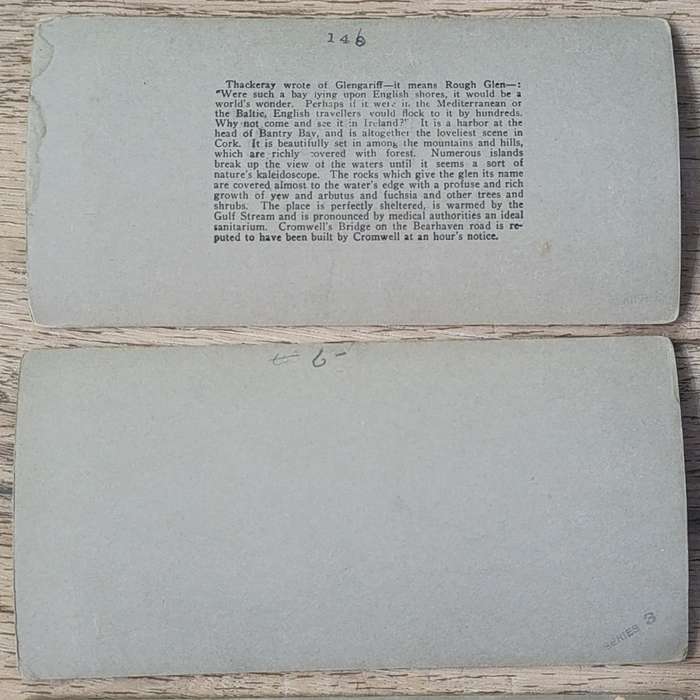 146
Thackeray wrote of Glengariff—it means Rough Glen—:
"Were such a bay lying upon English shores, it would be a
world's wonder. Perhaps if it were in the Mediterranean or
the Baltic, English travellers would flock to it by hundreds.
Why not come and see it in Ireland?" It is a harbor at the
head of Bantry Bay, and is altogether the loveliest scene in
Cork. It is beautifully set in among the mountains and hills,
which are richly covered with forest. Numerous islands
break up the view of the waters until it seems a sort of
nature's kaleidoscope. The rocks which give the glen its name
are covered almost to the water's edge with a profuse and rich
growth of yew and arbutus and fuchsia and other trees and
shrubs. The place is perfectly sheltered, is warmed by the
Gulf Stream and is pronounced by medical authorities an ideal
sanitarium. Cromwell's Bridge on the Bearhaven road is re-
puted to have been built by Cromwell at an hour's notice.
6-
SERIES 3